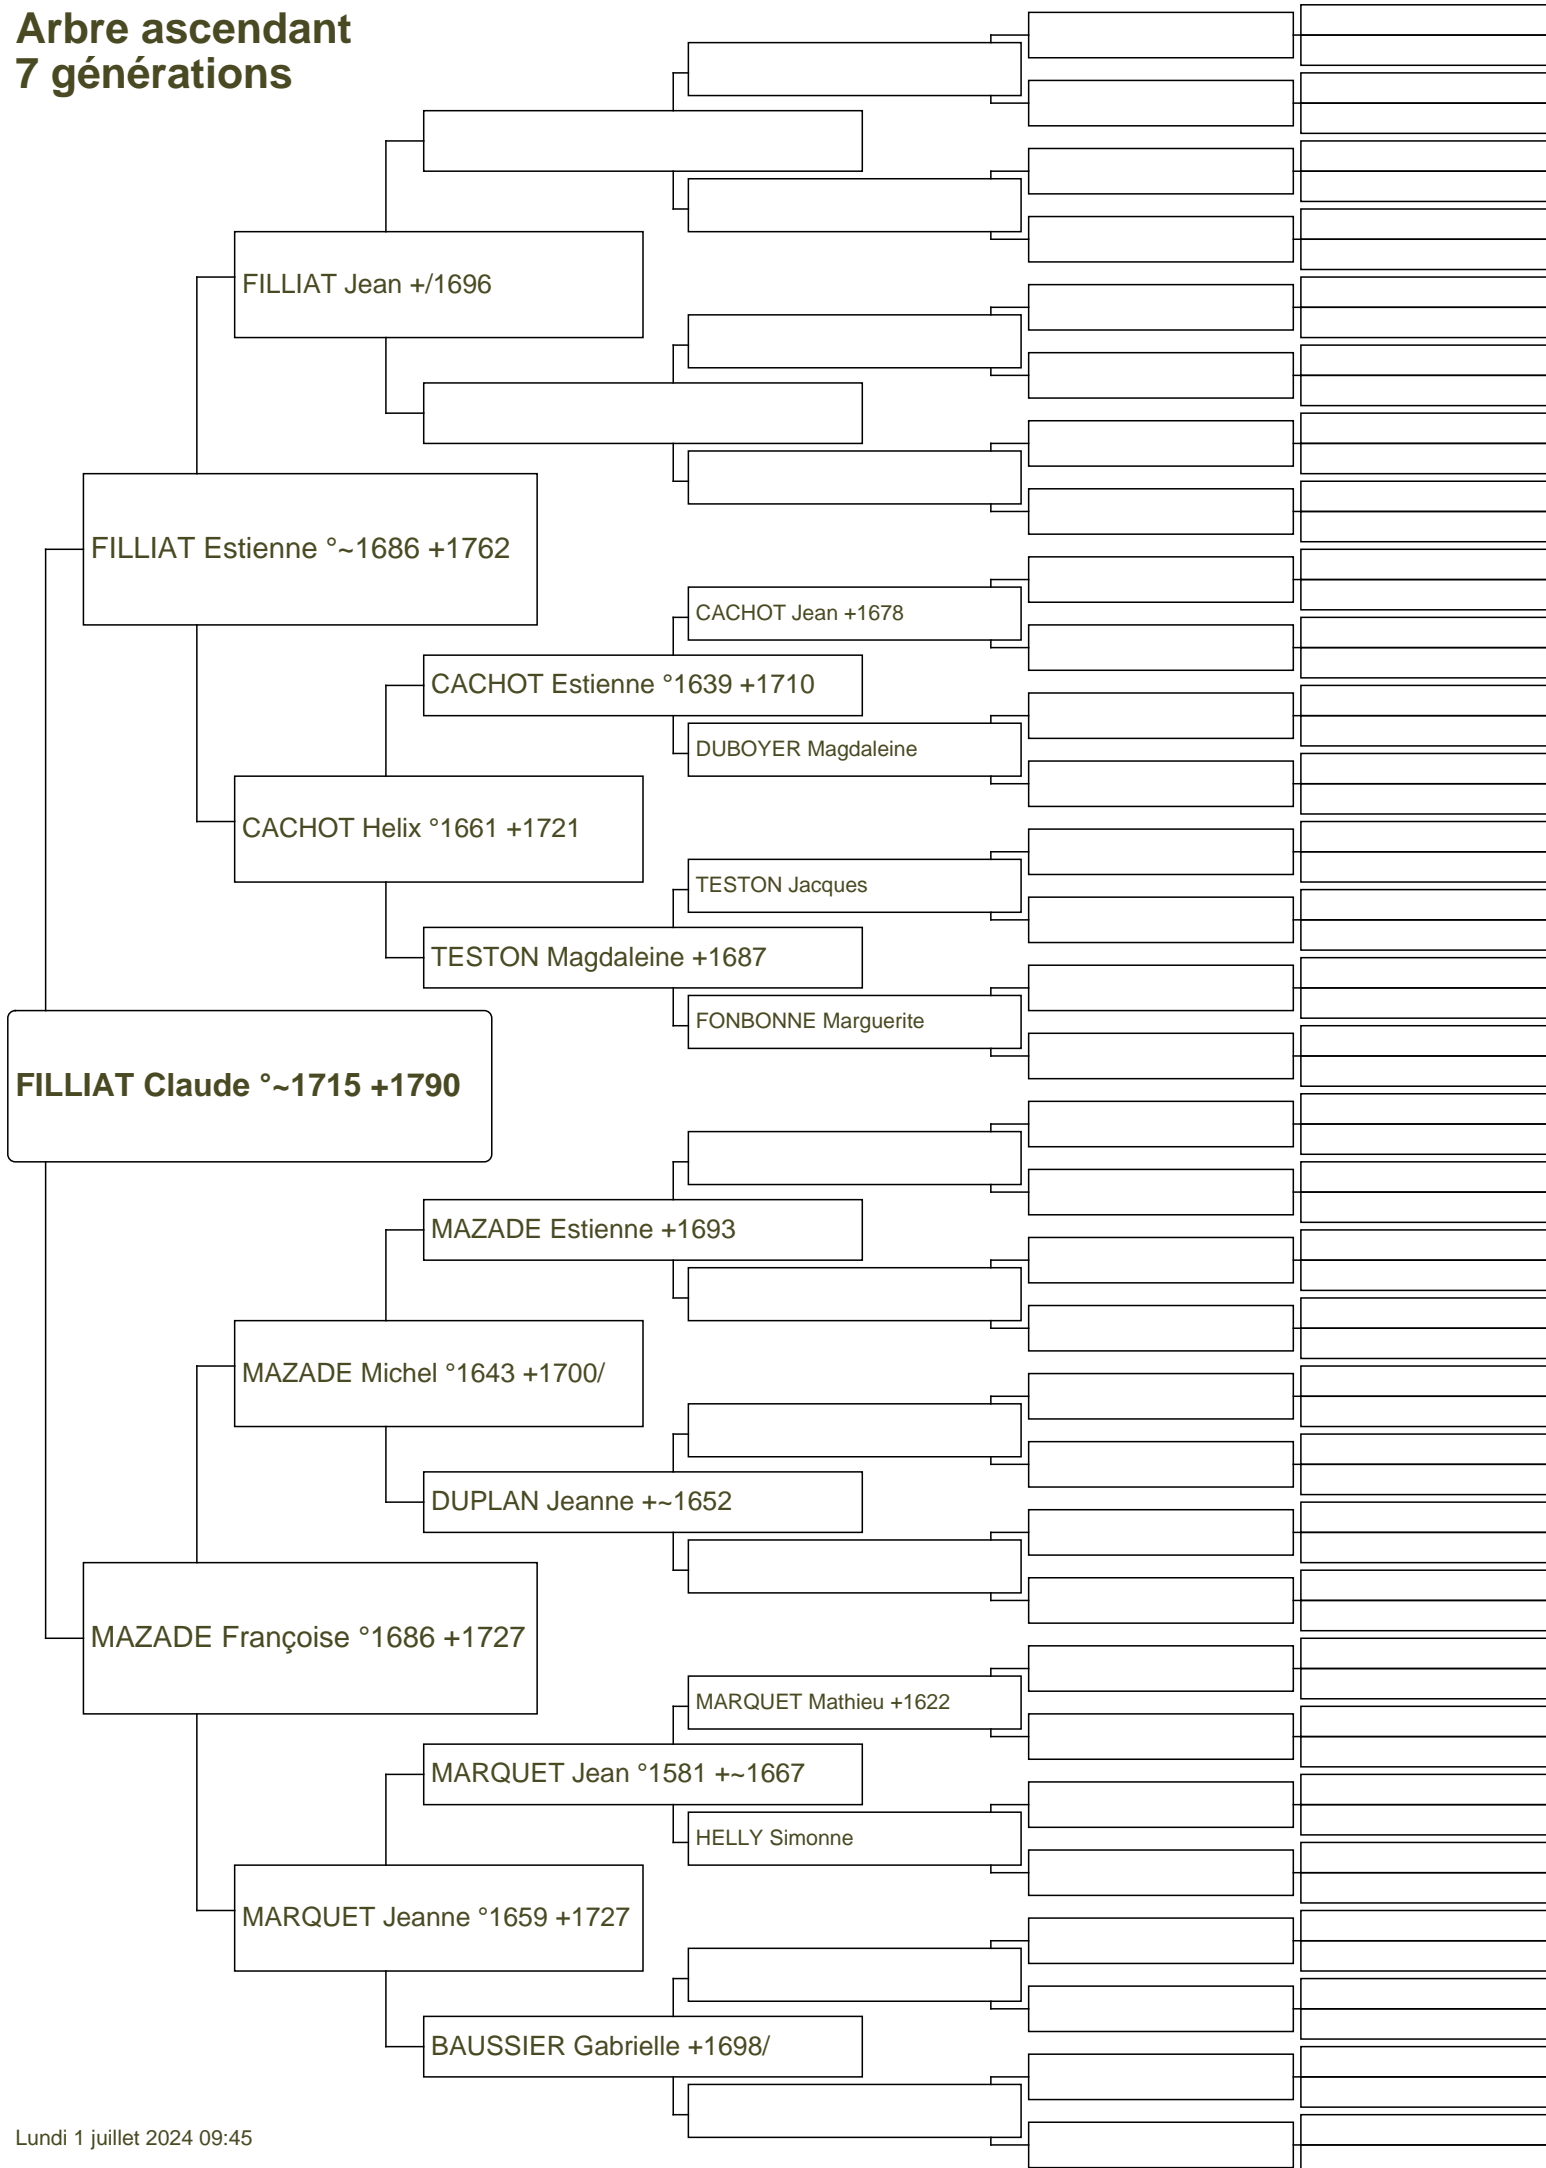 Arbre ascendant
7 générations
FILLIAT Jean +/1696
FILLIAT Estienne °~1686 +1762
CACHOT Jean +1678
CACHOT Estienne °1639 +1710
DUBOYER Magdaleine
CACHOT Helix °1661 +1721
TESTON Jacques
TESTON Magdaleine +1687
FONBONNE Marguerite
FILLIAT Claude °~1715 +1790
MAZADE Estienne +1693
MAZADE Michel °1643 +1700/
DUPLAN Jeanne +~1652
MAZADE Françoise °1686 +1727
MARQUET Mathieu +1622
MARQUET Jean °1581 +~1667
HELLY Simonne
MARQUET Jeanne °1659 +1727
BAUSSIER Gabrielle +1698/
Lundi 1 juillet 2024 09:45